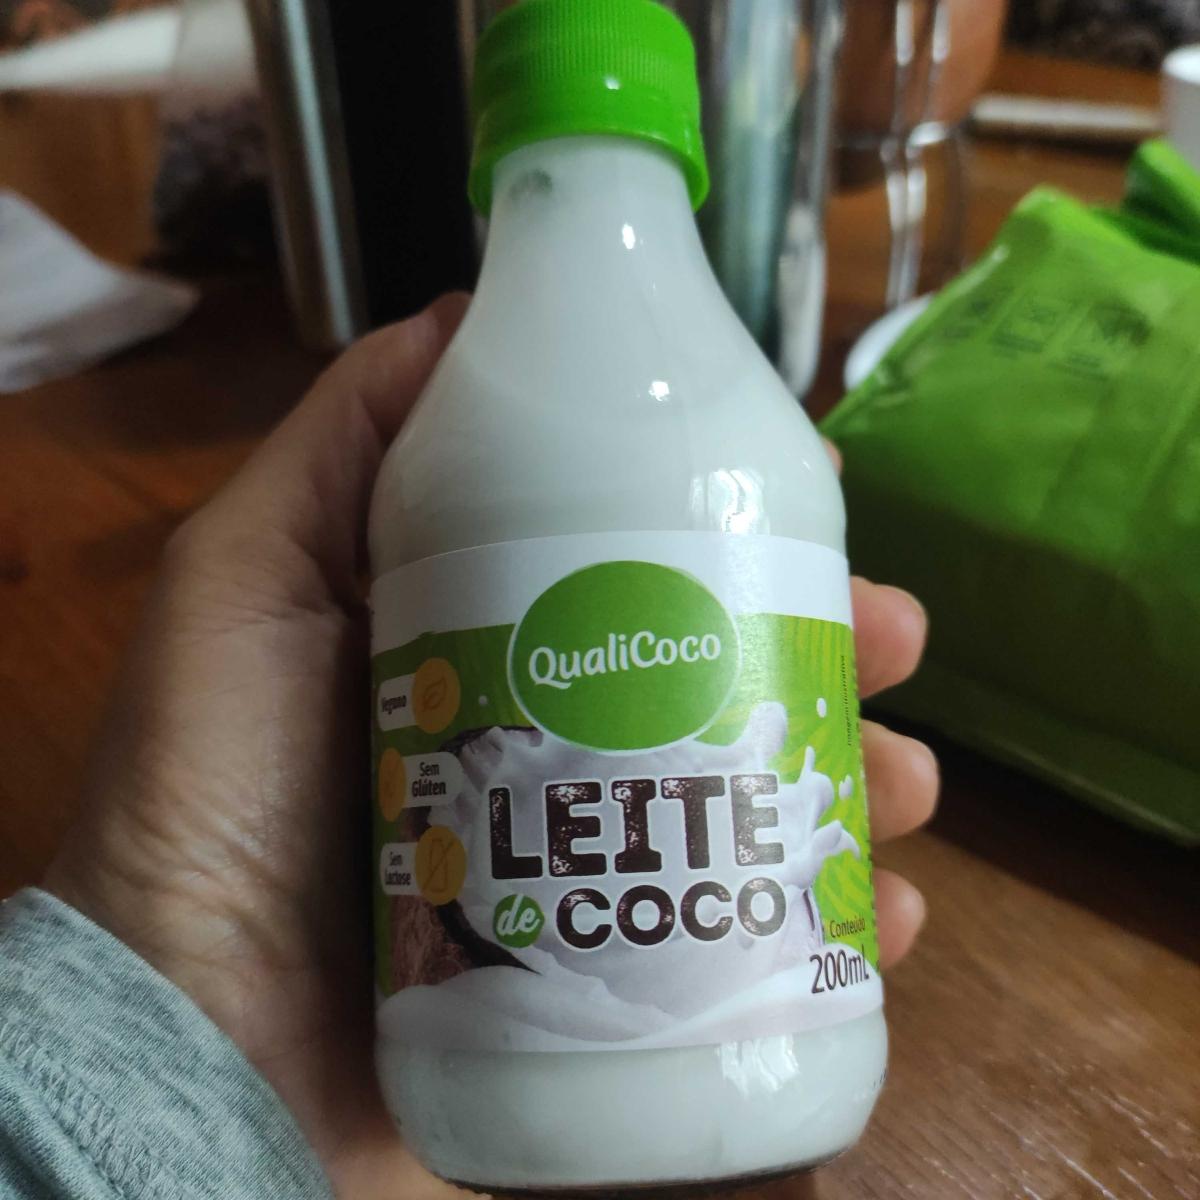 QualiCoco
Vegano
Sem
Glúten
Sem
Lactose
LEITE
de COCO
Conteúdo
200mL